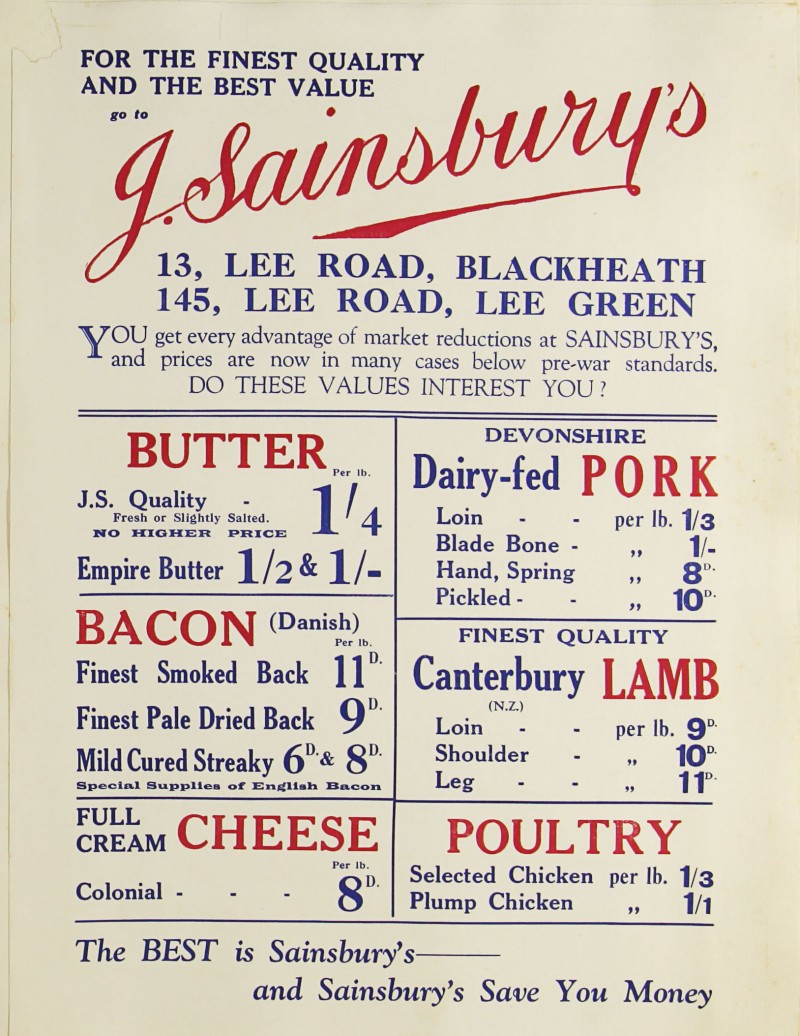 FOR THE FINEST QUALITY
AND THE BEST VALUE
go to
J. Sainsbury's
13, LEE ROAD, BLACKHEATH
145, LEE ROAD, LEE GREEN
YOU get every advantage of market reductions at SAINSBURY'S,
and prices are now in many cases below pre-war standards.
DO THESE VALUES INTEREST YOU?
BUTTER
Per lb.
J.S. Quality - 1/4
Fresh or Slightly Salted.
NO HIGHER PRICE
Empire Butter 1/2 & 1/-
BACON (Danish)
Per lb.
Finest Smoked Back 11D.
Finest Pale Dried Back 9D.
Mild Cured Streaky 6D. & 8D.
Special Supplies of English Bacon
FULL CREAM CHEESE
Per lb.
Colonial - - - 8D.
DEVONSHIRE
Dairy-fed PORK
Loin - - per lb. 1/3
Blade Bone - ,, 1/-
Hand, Spring ,, 8D.
Pickled - - ,, 10D.
FINEST QUALITY
Canterbury LAMB
(N.Z.)
Loin - - per lb. 9D.
Shoulder - ,, 10D.
Leg - - ,, 11D.
POULTRY
Selected Chicken per lb. 1/3
Plump Chicken ,, 1/1
The BEST is Sainsbury's——
and Sainsbury's Save You Money